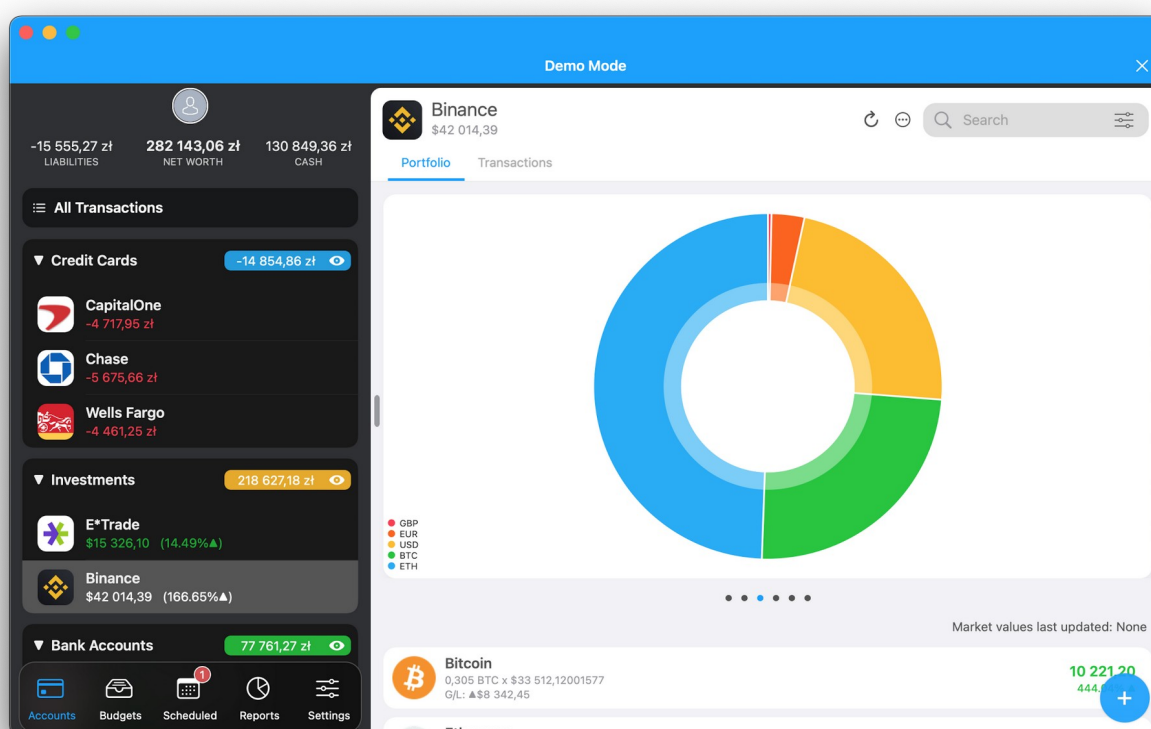 Demo Mode
-15 555,27 zł
LIABILITIES
282 143,06 zł
NET WORTH
130 849,36 zł
CASH
All Transactions
Credit Cards
-14 854,86 zł
CapitalOne
-4 717,95 zł
Chase
-5 675,66 zł
Wells Fargo
-4 461,25 zł
Investments
218 627,18 zł
E*Trade
$15 326,10 (14.49%▲)
Binance
$42 014,39 (166.65%▲)
Bank Accounts
77 761,27 zł
1
Accounts
Budgets
Scheduled
Reports
Settings
Binance
$42 014,39
Search
Portfolio
Transactions
GBP
EUR
USD
BTC
ETH
Market values last updated: None
Bitcoin
0,305 BTC x $33 512,12001577
G/L: ▲$8 342,45
10 221,20